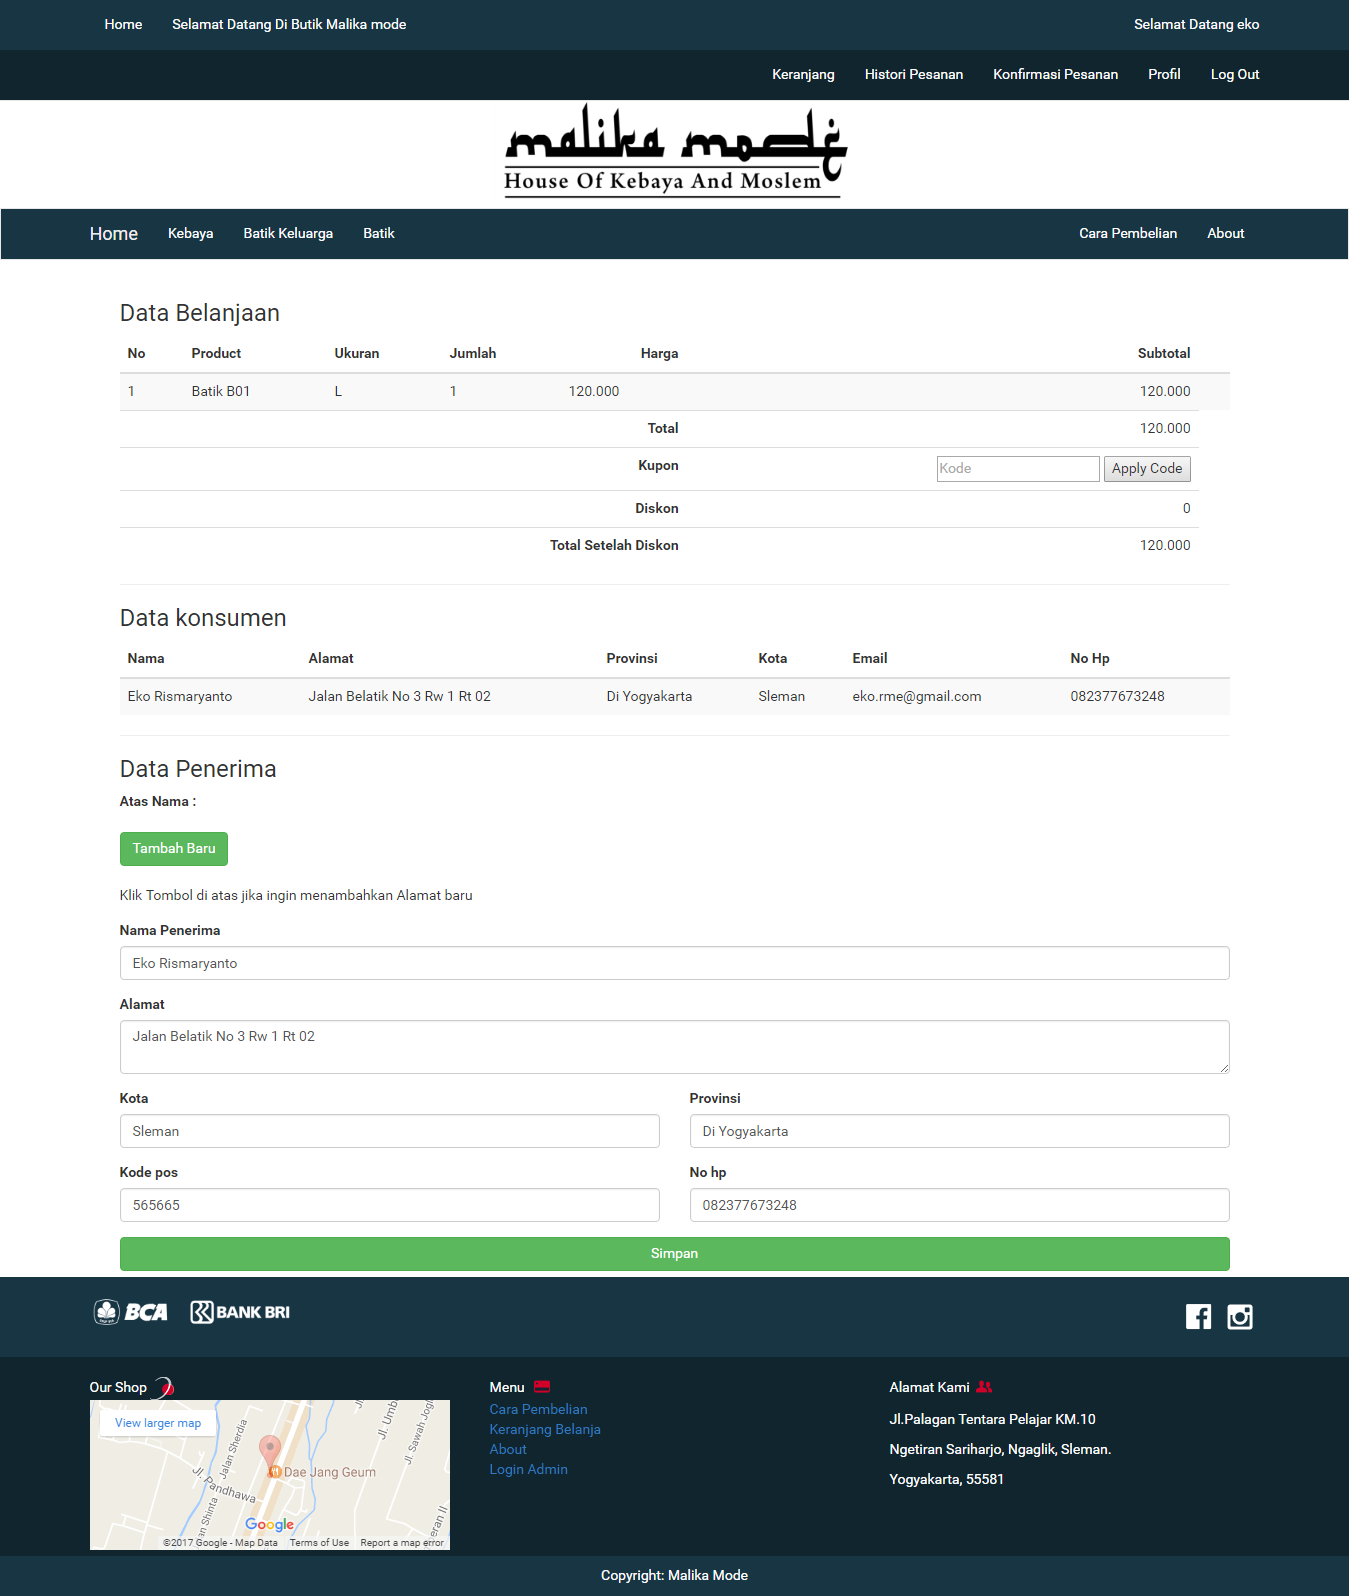 Home Selamat Datang Di Butik Malika mode Selamat Datang eko
Keranjang Histori Pesanan Konfirmasi Pesanan Profil Log Out
malika mode
House Of Kebaya And Moslem
Home Kebaya Batik Keluarga Batik Cara Pembelian About
Data Belanjaan
No Product Ukuran Jumlah Harga Subtotal
1 Batik B01 L 1 120.000 120.000
Total 120.000
Kupon Kode Apply Code
Diskon 0
Total Setelah Diskon 120.000
Data konsumen
Nama Alamat Provinsi Kota Email No Hp
Eko Rismaryanto Jalan Belatik No 3 Rw 1 Rt 02 Di Yogyakarta Sleman eko.rme@gmail.com 082377673248
Data Penerima
Atas Nama :
Tambah Baru
Klik Tombol di atas jika ingin menambahkan Alamat baru
Nama Penerima
Eko Rismaryanto
Alamat
Jalan Belatik No 3 Rw 1 Rt 02
Kota Provinsi
Sleman Di Yogyakarta
Kode pos No hp
565665 082377673248
Simpan
BCA BANK BRI
Our Shop
View larger map
Jalan Sherdia
Jl. Umb
Jl. Sawah Jogj
Dae Jang Geum
Jl. Pandhawa
an Shinta
eran II
Google
©2017 Google - Map Data Terms of Use Report a map error
Menu
Cara Pembelian
Keranjang Belanja
About
Login Admin
Alamat Kami
Jl.Palagan Tentara Pelajar KM.10
Ngetiran Sariharjo, Ngaglik, Sleman.
Yogyakarta, 55581
Copyright: Malika Mode